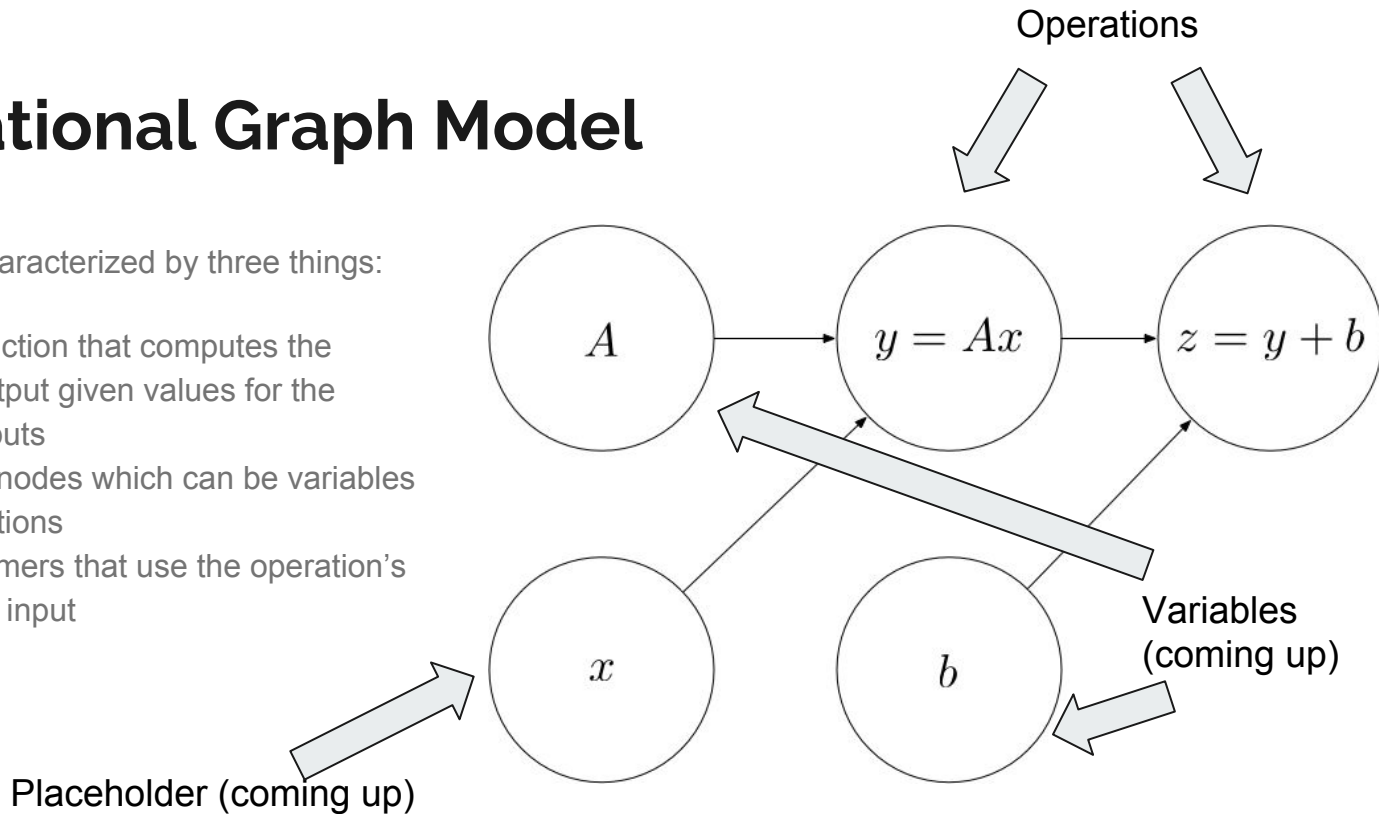 Operations
ational Graph Model
aracterized by three things:
ction that computes the
tput given values for the
outs
nodes which can be variables
tions
mers that use the operation's
input
A
y = Ax
z = y + b
x
b
Variables
(coming up)
Placeholder (coming up)